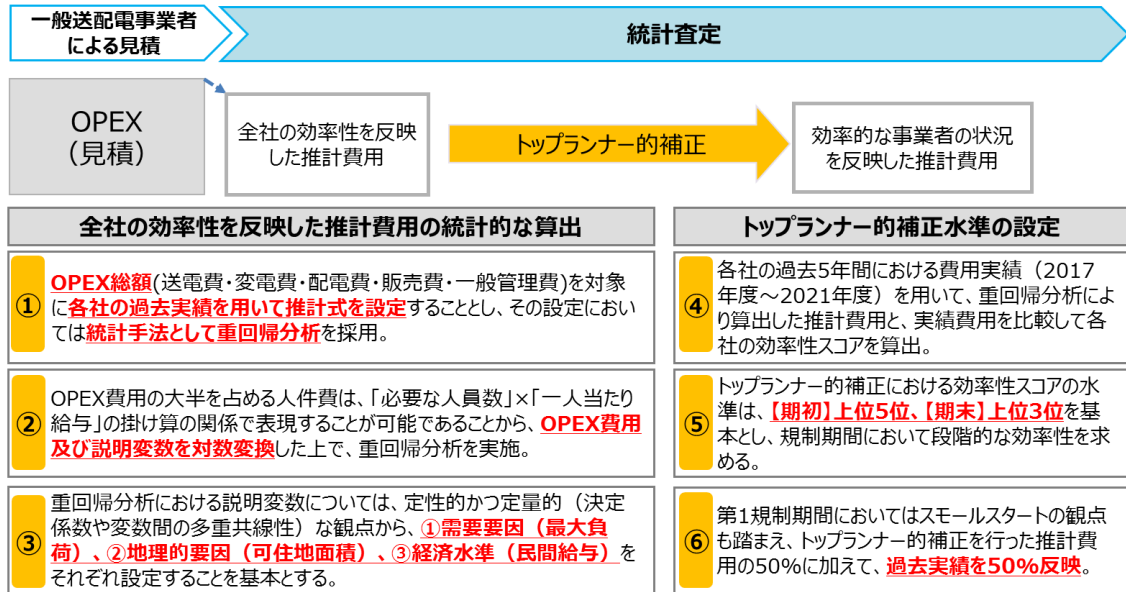 一般送配電事業者
による見積
統計査定
OPEX
（見積）
全社の効率性を反映
した推計費用
トップランナー的補正
効率的な事業者の状況
を反映した推計費用
全社の効率性を反映した推計費用の統計的な算出
①
OPEX総額(送電費・変電費・配電費・販売費・一般管理費)を対象
に各社の過去実績を用いて推計式を設定することとし、その設定におい
ては統計手法として重回帰分析を採用。
②
OPEX費用の大半を占める人件費は、「必要な人員数」×「一人当たり
給与」の掛け算の関係で表現することが可能であることから、OPEX費用
及び説明変数を対数変換した上で、重回帰分析を実施。
③
重回帰分析における説明変数については、定性的かつ定量的（決定
係数や変数間の多重共線性）な観点から、①需要要因（最大負
荷）、②地理的要因（可住地面積）、③経済水準（民間給与）を
それぞれ設定することを基本とする。
トップランナー的補正水準の設定
④
各社の過去5年間における費用実績（2017
年度～2021年度）を用いて、重回帰分析によ
り算出した推計費用と、実績費用を比較して各
社の効率性スコアを算出。
⑤
トップランナー的補正における効率性スコアの水
準は、【期初】上位5位、【期末】上位3位を基
本とし、規制期間において段階的な効率性を求
める。
⑥
第1規制期間においてはスモールスタートの観点
も踏まえ、トップランナー的補正を行った推計費
用の50%に加えて、過去実績を50%反映。